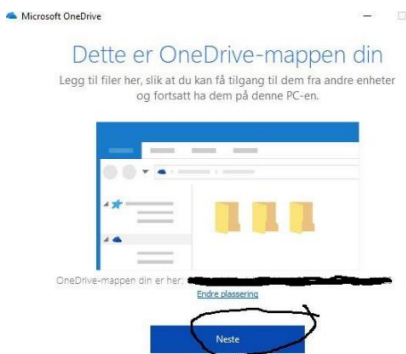 Microsoft OneDrive
Dette er OneDrive-mappen din
Legg til filer her, slik at du kan få tilgang til dem fra andre enheter
og fortsatt ha dem på denne PC-en.
OneDrive-mappen din er her:
Endre plassering
Neste